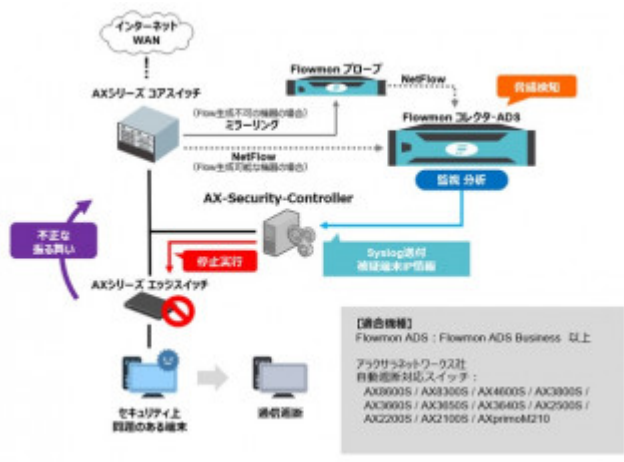 インターネット
WAN
AXシリーズ コアスイッチ
Flowmon プローブ
NetFlow
脅威検知
(Flow生成不可の機器の場合)
ミラーリング
Flowmon コレクターADS
NetFlow
(Flow生成可能な機器の場合)
監視 分析
AX-Security-Controller
不正な
振る舞い
停止実行
Syslog送付
被疑端末IP情報
AXシリーズ エッジスイッチ
セキュリティ上
問題のある端末
通信遮断
【適合機種】
Flowmon ADS：Flowmon ADS Business 以上
アラクサラネットワークス社
自動遮断対応スイッチ：
AX8600S / AX8300S / AX4600S / AX3800S /
AX3660S / AX3650S / AX3640S / AX2500S /
AX2200S / AX2100S / AXprimoM210